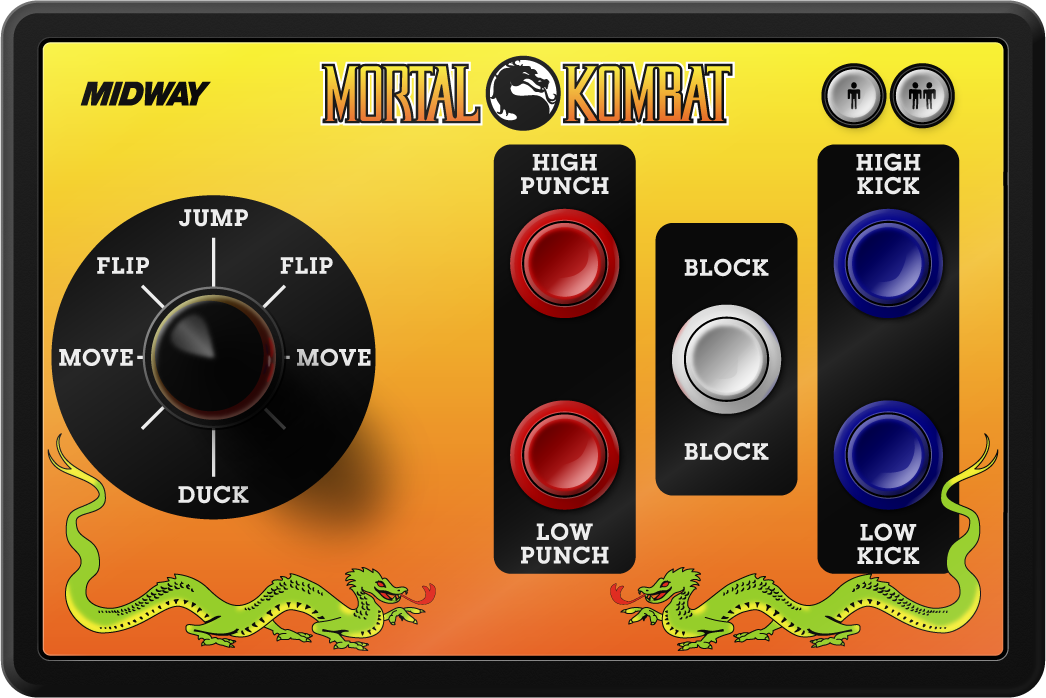 MIDWAY
MORTAL KOMBAT
JUMP
FLIP
FLIP
MOVE
MOVE
DUCK
HIGH
PUNCH
LOW
PUNCH
BLOCK
BLOCK
HIGH
KICK
LOW
KICK